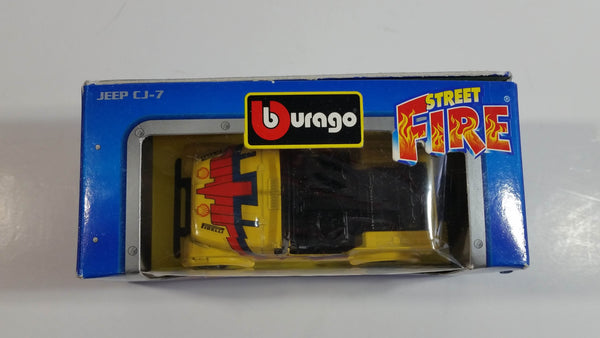 JEEP CJ-7
burago
STREET
FIRE®
PIRELLI